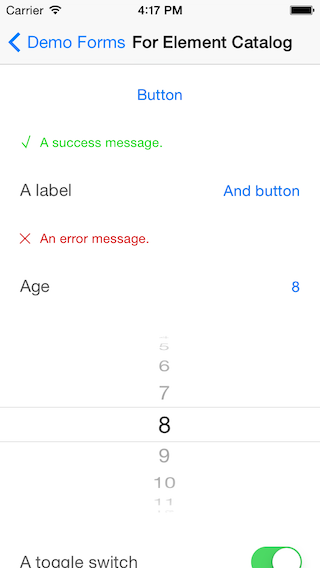 Carrier 4:17 PM
Demo Forms For Element Catalog
Button
A success message.
A label And button
An error message.
Age 8
5
6
7
8
9
10
11
A toggle switch